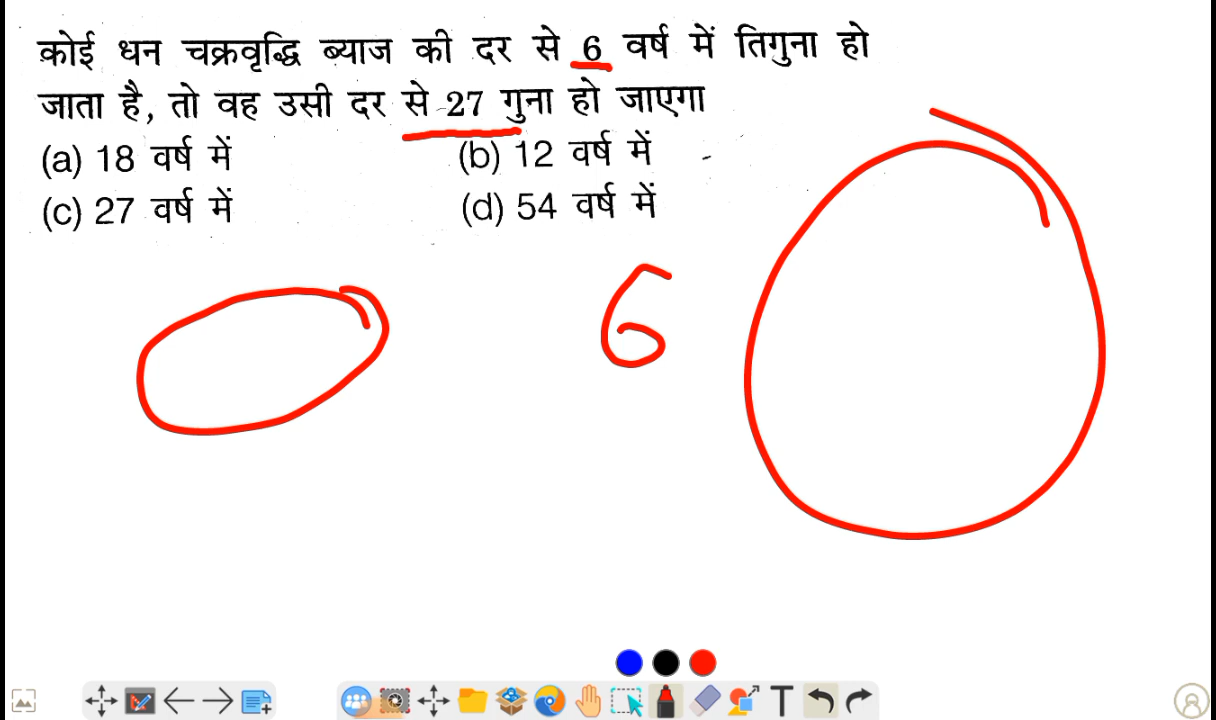 कोई धन चक्रवृद्धि ब्याज की दर से 6 वर्ष में तिगुना हो
जाता है, तो वह उसी दर से 27 गुना हो जाएगा
(a) 18 वर्ष में (b) 12 वर्ष में
(c) 27 वर्ष में (d) 54 वर्ष में
6